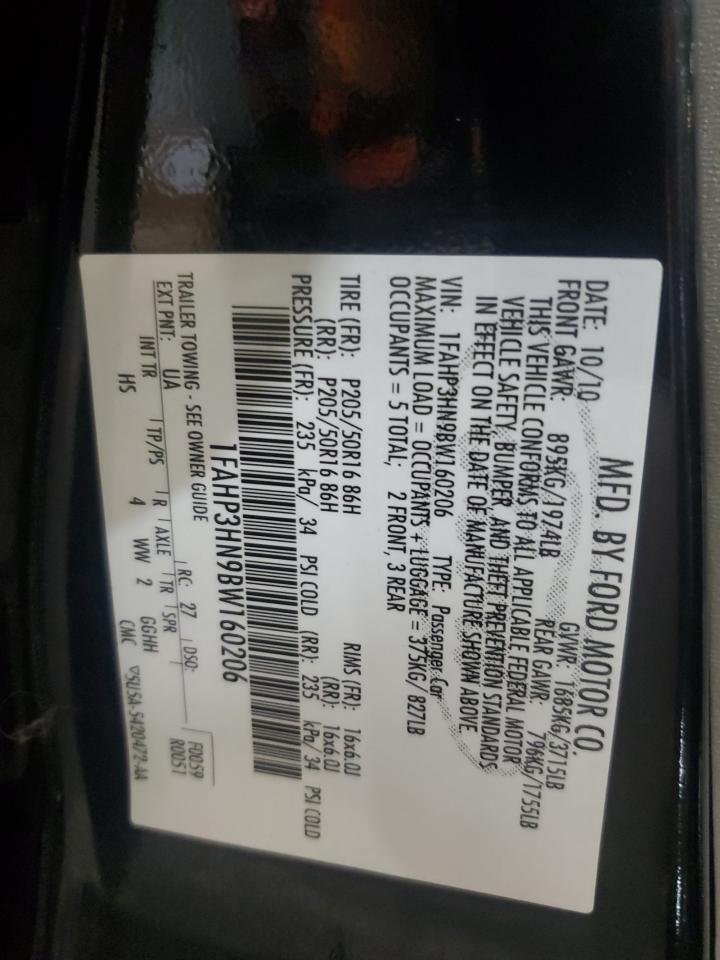 MFD. BY FORD MOTOR CO.
DATE: 10/10 GVWR: 1685KG/3715LB
FRONT GAWR: 895KG/1974LB REAR GAWR: 796KG/1755LB
THIS VEHICLE CONFORMS TO ALL APPLICABLE FEDERAL MOTOR
VEHICLE SAFETY, BUMPER, AND THEFT PREVENTION STANDARDS
IN EFFECT ON THE DATE OF MANUFACTURE SHOWN ABOVE.
VIN: 1FAHP3HN9BW160206 TYPE: Passenger Car
MAXIMUM LOAD = OCCUPANTS + LUGGAGE = 375KG/827LB
OCCUPANTS = 5 TOTAL; 2 FRONT, 3 REAR
TIRE (FR): P205/50R16 86H RIMS (FR): 16x6.0J
(RR): P205/50R16 86H (RR): 16x6.0J
PRESSURE (FR): 235 kPa/ 34 PSI COLD (RR): 235 kPa/ 34 PSI COLD
1FAHP3HN9BW160206
TRAILER TOWING - SEE OWNER GUIDE
EXT PNT: UA RC: 27 DSO: F0059
R0051
INT TR TP/PS R AXLE TR SPR
HS 4 WW 2 GGHH
CMC 5U5A-5420472-AA